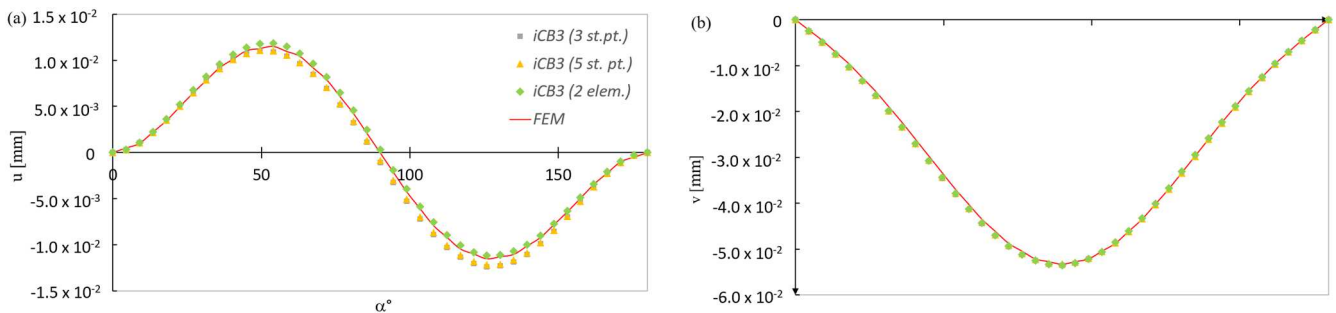 (a)
u [mm]
1.5 x 10⁻²
1.0 x 10⁻²
5.0 x 10⁻³
0
-5.0 x 10⁻³
-1.0 x 10⁻²
-1.5 x 10⁻²
0
50
100
150
α°
iCB3 (3 st.pt.)
iCB3 (5 st. pt.)
iCB3 (2 elem.)
FEM
(b)
v [mm]
0
-1.0 x 10⁻²
-2.0 x 10⁻²
-3.0 x 10⁻²
-4.0 x 10⁻²
-5.0 x 10⁻²
-6.0 x 10⁻²